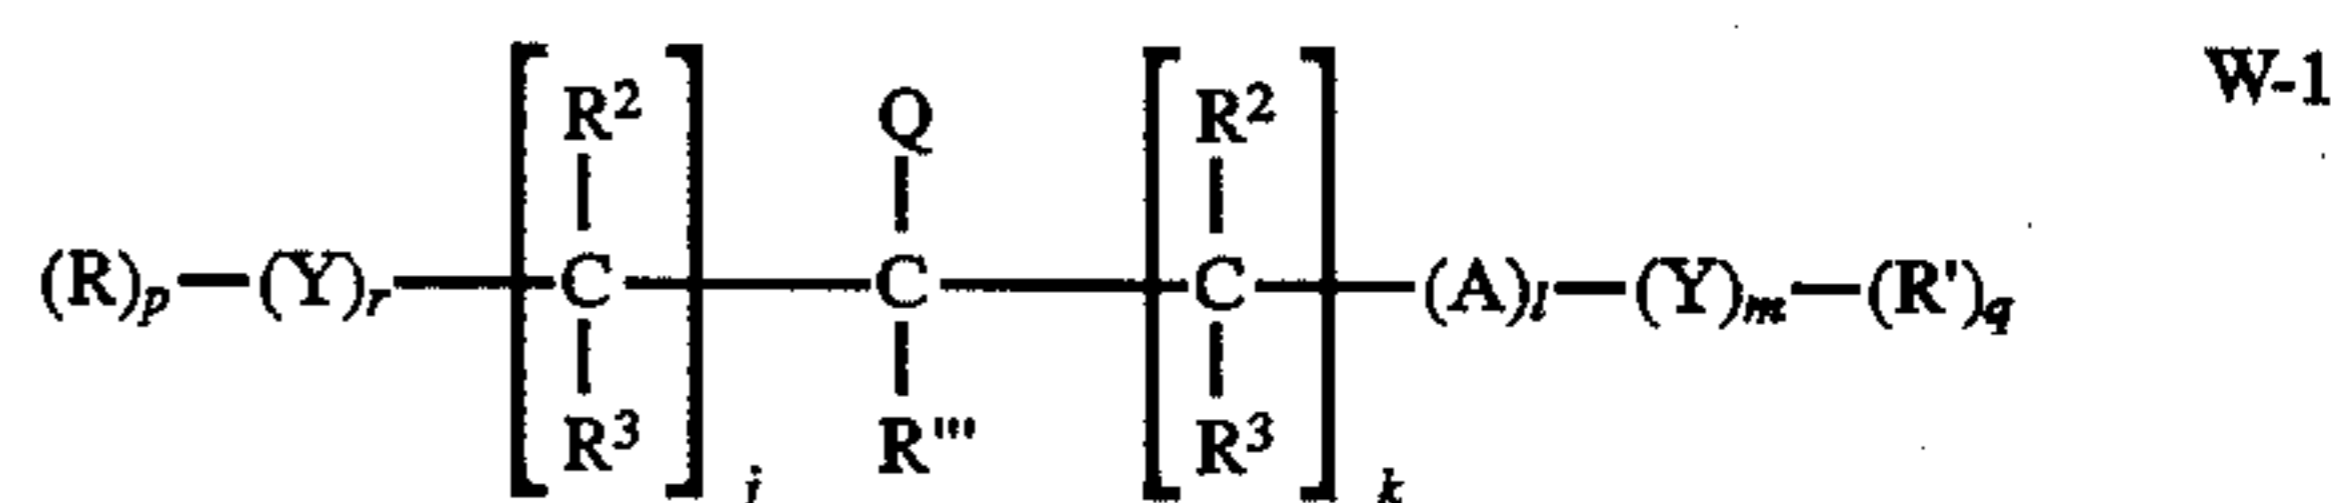 R² Q R² W-1
(R)p—(Y)r—[C]j—C—[C]k—(A)l—(Y)m—(R')q
R³ R''' R³